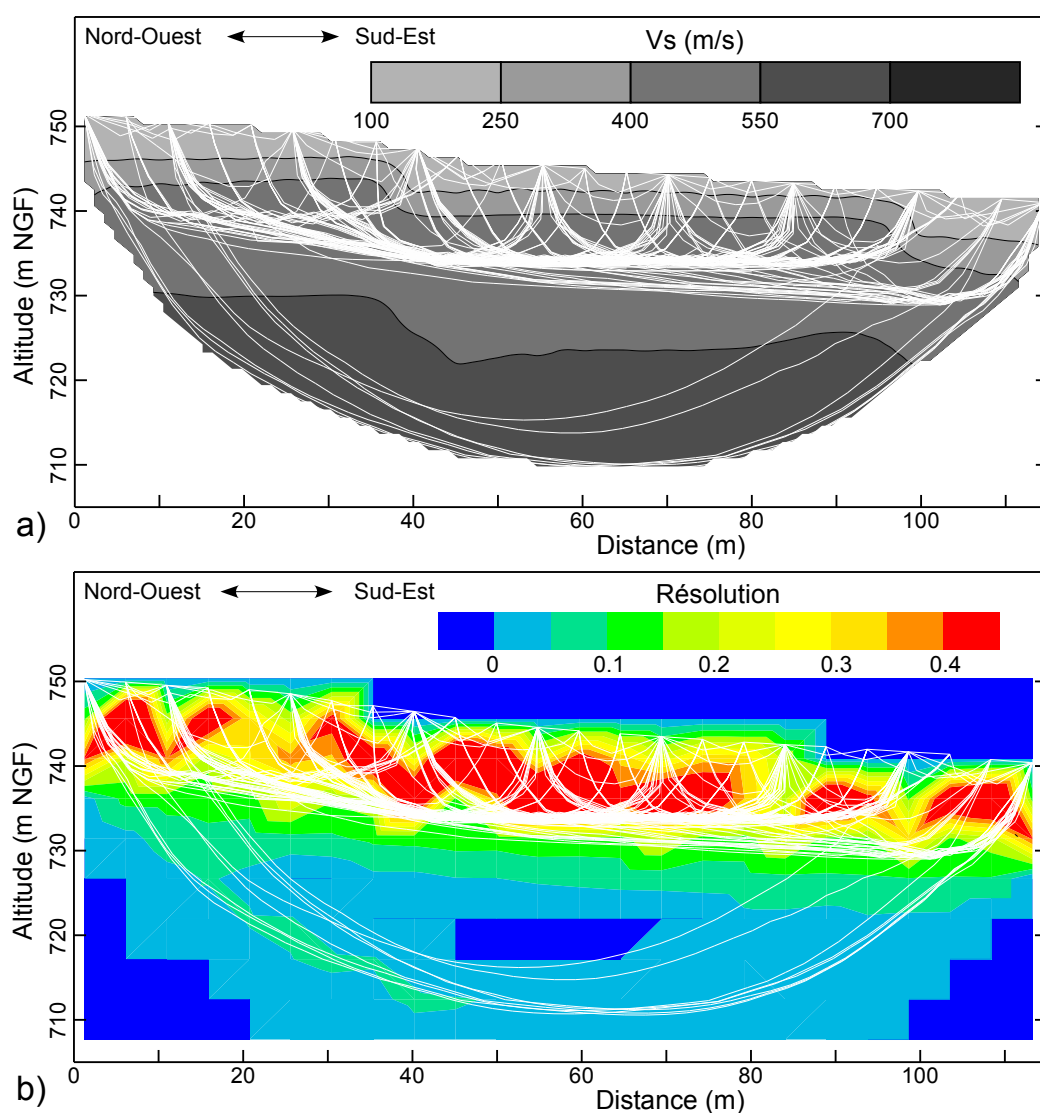 Nord-Ouest Sud-Est
Vs (m/s)
100 250 400 550 700
Altitude (m NGF)
750
740
730
720
710
0 20 40 60 80 100
Distance (m)
a)
Nord-Ouest Sud-Est
Résolution
0 0.1 0.2 0.3 0.4
Altitude (m NGF)
750
740
730
720
710
0 20 40 60 80 100
Distance (m)
b)